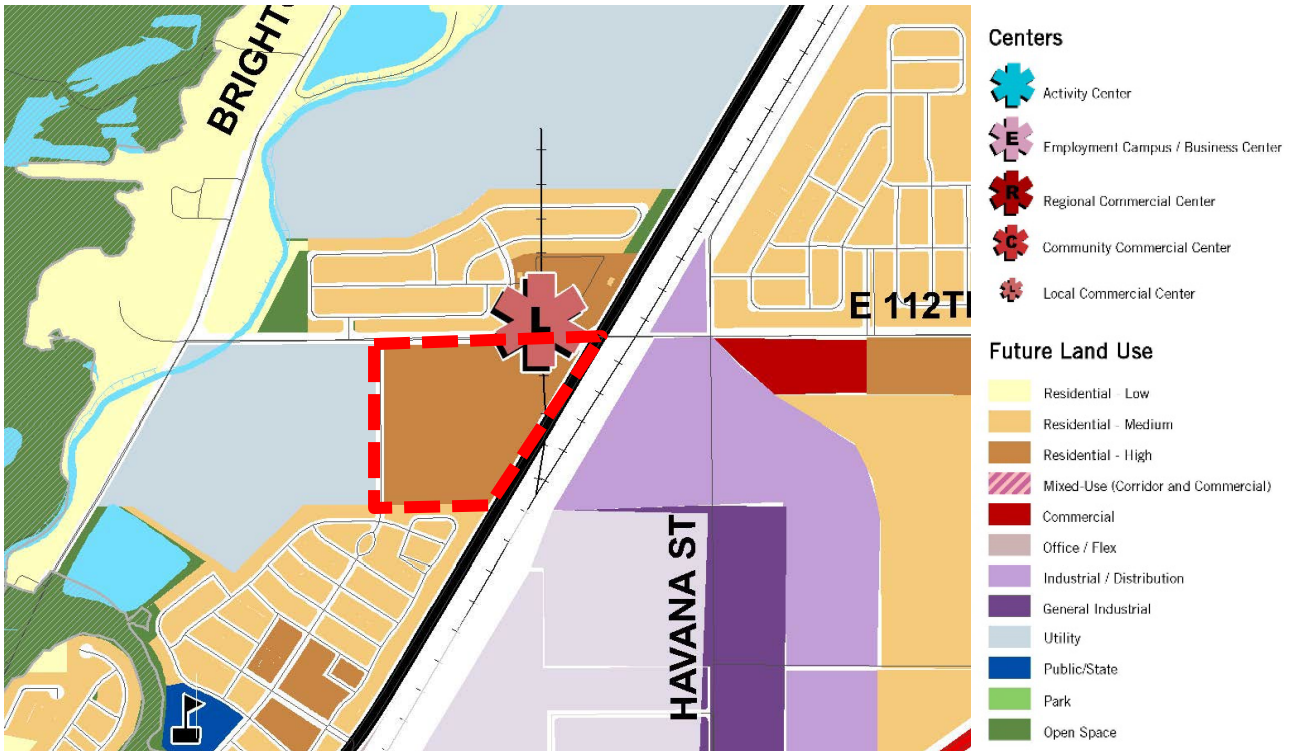 BRIGHTO
L
E 112TH
HAVANA ST
Centers
Activity Center
E
Employment Campus / Business Center
R
Regional Commercial Center
C
Community Commercial Center
L
Local Commercial Center
Future Land Use
Residential - Low
Residential - Medium
Residential - High
Mixed-Use (Corridor and Commercial)
Commercial
Office / Flex
Industrial / Distribution
General Industrial
Utility
Public/State
Park
Open Space